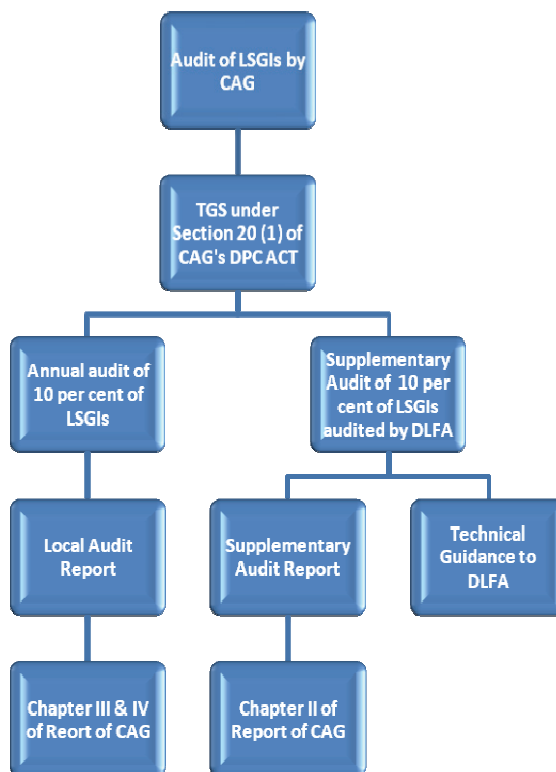 Audit of LSGIs by
CAG
TGS under
Section 20 (1) of
CAG's DPC ACT
Annual audit of
10 per cent of
LSGIs
Supplementary
Audit of 10 per
cent of LSGIs
audited by DLFA
Local Audit
Report
Supplementary
Audit Report
Technical
Guidance to
DLFA
Chapter III & IV
of Reort of CAG
Chapter II of
Report of CAG